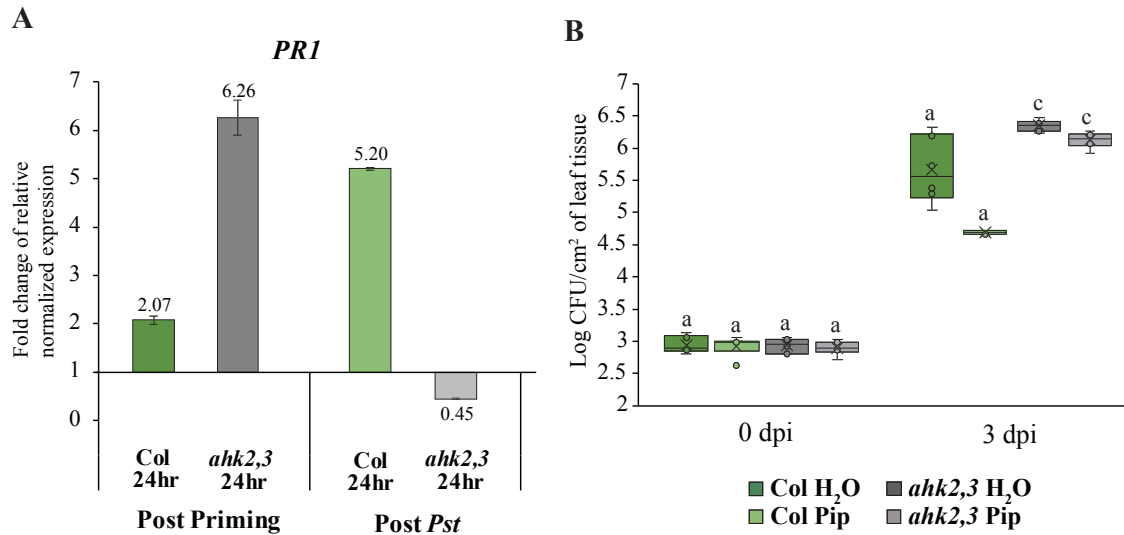 A
PR1
Fold change of relative
normalized expression
7
6
5
4
3
2
1
0
2.07
6.26
5.20
0.45
Col
24hr
ahk2,3
24hr
Col
24hr
ahk2,3
24hr
Post Priming
Post Pst
B
Log CFU/cm² of leaf tissue
7
6.5
6
5.5
5
4.5
4
3.5
3
2.5
2
a
a
a
a
a
a
c
c
0 dpi
3 dpi
Col H₂O
ahk2,3 H₂O
Col Pip
ahk2,3 Pip